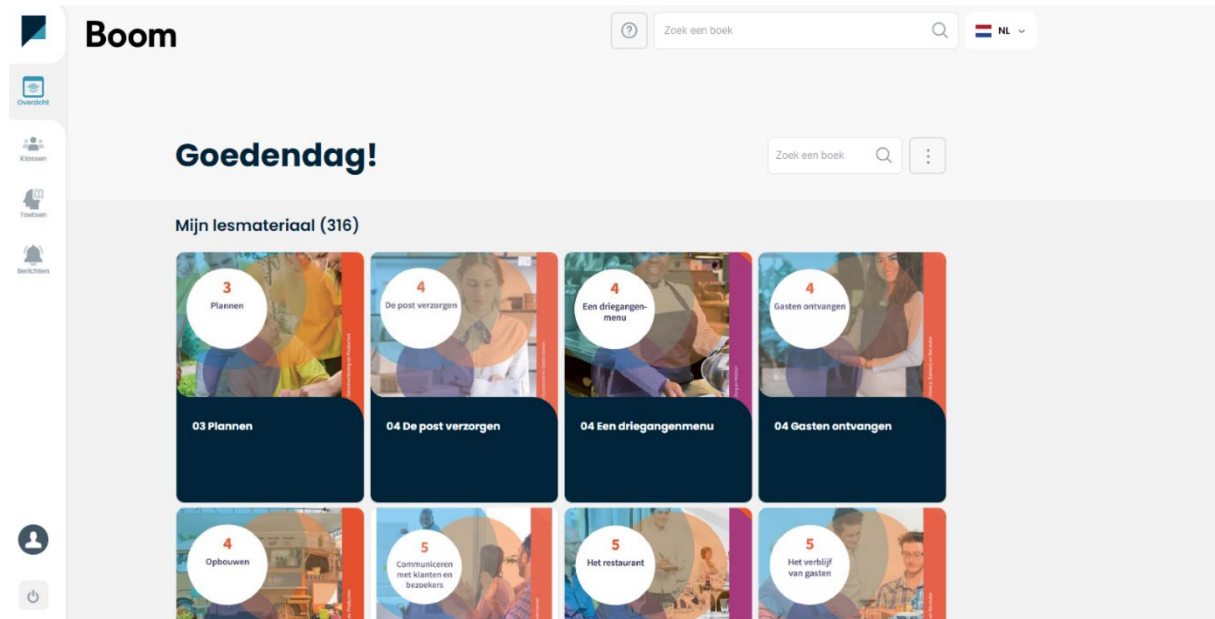 Boom
Zoek een boek
NL
Overzicht
Klassen
Toetsen
Berichten
Goedendag!
Zoek een boek
Mijn lesmateriaal (316)
3
Plannen
03 Plannen
4
De post verzorgen
04 De post verzorgen
4
Een driegangen-
menu
04 Een driegangenmenu
4
Gasten ontvangen
04 Gasten ontvangen
4
Opbouwen
5
Communiceren
met klanten en
bezoekers
5
Het restaurant
5
Het verblijf
van gasten